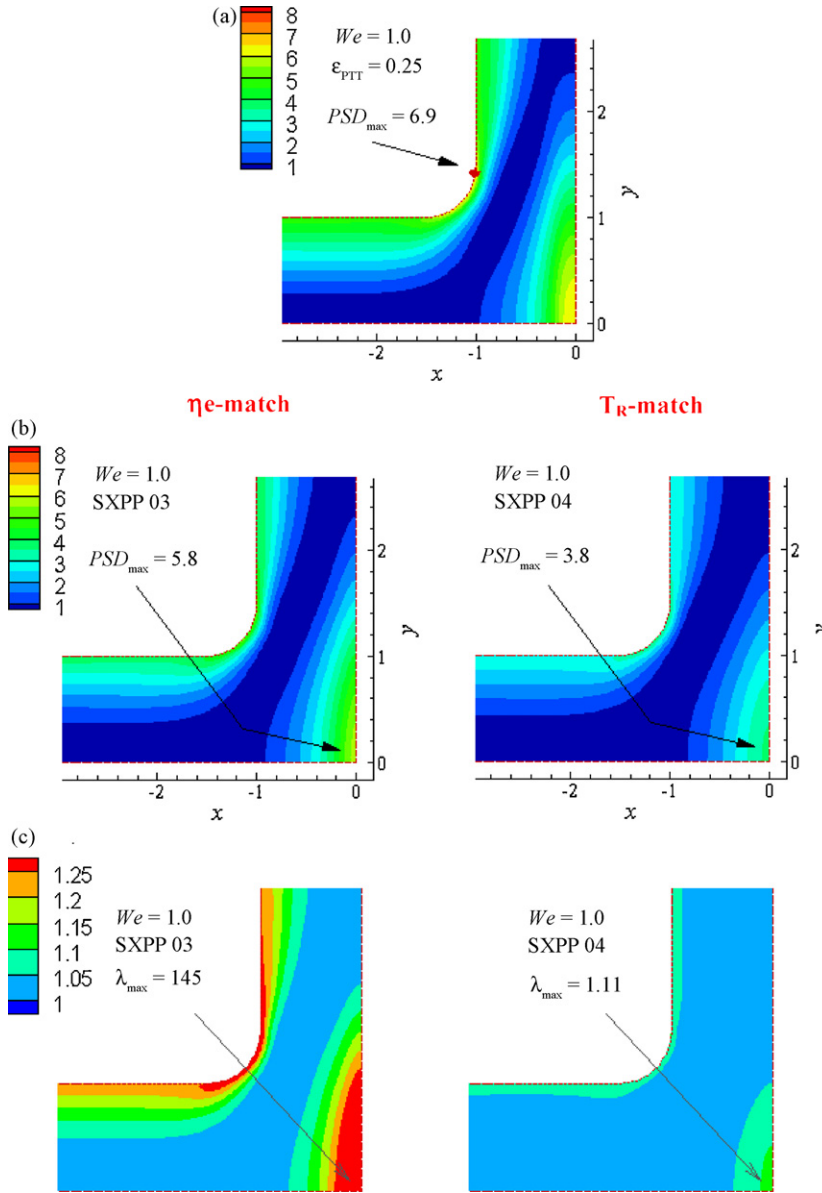 (a)
8
7
6
5
4
3
2
1
We = 1.0
εPTT = 0.25
PSDmax = 6.9
2
1
0
y
-2
-1
0
x
ηe-match
TR-match
(b)
8
7
6
5
4
3
2
1
We = 1.0
SXPP 03
PSDmax = 5.8
2
1
0
y
-2
-1
0
x
We = 1.0
SXPP 04
PSDmax = 3.8
2
1
0
y
-2
-1
0
x
(c)
1.25
1.2
1.15
1.1
1.05
1
We = 1.0
SXPP 03
λmax = 145
We = 1.0
SXPP 04
λmax = 1.11